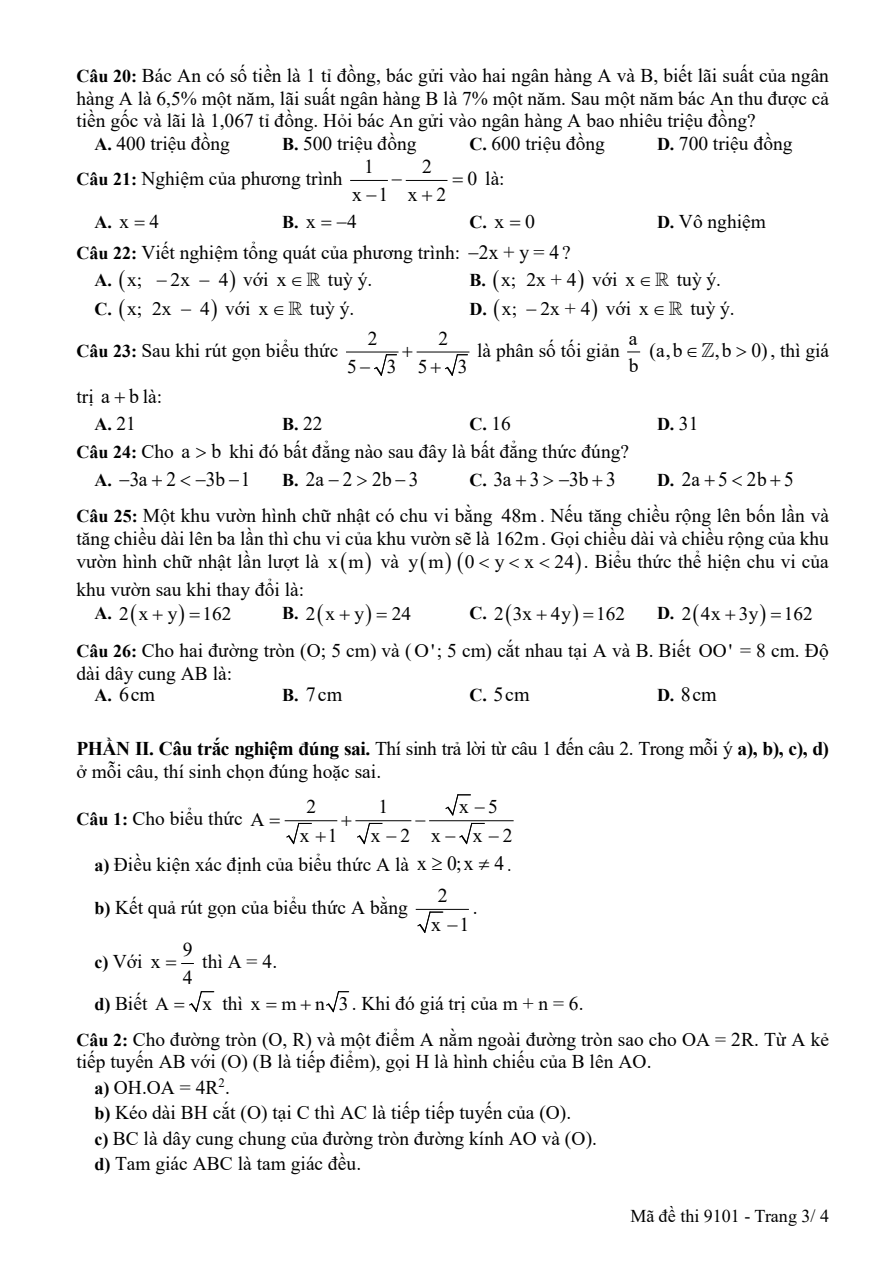 Câu 20: Bác An có số tiền là 1 tỉ đồng, bác gửi vào hai ngân hàng A và B, biết lãi suất của ngân
hàng A là 6,5% một năm, lãi suất ngân hàng B là 7% một năm. Sau một năm bác An thu được cả
tiền gốc và lãi là 1,067 tỉ đồng. Hỏi bác An gửi vào ngân hàng A bao nhiêu triệu đồng?
A. 400 triệu đồng B. 500 triệu đồng C. 600 triệu đồng D. 700 triệu đồng
Câu 21: Nghiệm của phương trình 1/(x−1) − 2/(x+2) = 0 là:
A. x = 4 B. x = −4 C. x = 0 D. Vô nghiệm
Câu 22: Viết nghiệm tổng quát của phương trình: −2x + y = 4?
A. (x; −2x − 4) với x ∈ ℝ tuỳ ý. B. (x; 2x + 4) với x ∈ ℝ tuỳ ý.
C. (x; 2x − 4) với x ∈ ℝ tuỳ ý. D. (x; −2x + 4) với x ∈ ℝ tuỳ ý.
Câu 23: Sau khi rút gọn biểu thức 2/(5−√3) + 2/(5+√3) là phân số tối giản a/b (a,b ∈ ℤ, b > 0), thì giá
trị a + b là:
A. 21 B. 22 C. 16 D. 31
Câu 24: Cho a > b khi đó bất đẳng nào sau đây là bất đẳng thức đúng?
A. −3a + 2 < −3b − 1 B. 2a − 2 > 2b − 3 C. 3a + 3 > −3b + 3 D. 2a + 5 < 2b + 5
Câu 25: Một khu vườn hình chữ nhật có chu vi bằng 48m. Nếu tăng chiều rộng lên bốn lần và
tăng chiều dài lên ba lần thì chu vi của khu vườn sẽ là 162m. Gọi chiều dài và chiều rộng của khu
vườn hình chữ nhật lần lượt là x(m) và y(m) (0 < y < x < 24). Biểu thức thể hiện chu vi của
khu vườn sau khi thay đổi là:
A. 2(x + y) = 162 B. 2(x + y) = 24 C. 2(3x + 4y) = 162 D. 2(4x + 3y) = 162
Câu 26: Cho hai đường tròn (O; 5 cm) và (O'; 5 cm) cắt nhau tại A và B. Biết OO' = 8 cm. Độ
dài dây cung AB là:
A. 6cm B. 7cm C. 5cm D. 8cm
PHẦN II. Câu trắc nghiệm đúng sai. Thí sinh trả lời từ câu 1 đến câu 2. Trong mỗi ý a), b), c), d)
ở mỗi câu, thí sinh chọn đúng hoặc sai.
Câu 1: Cho biểu thức A = 2/(√x+1) + 1/(√x−2) − (√x−5)/(x−√x−2)
a) Điều kiện xác định của biểu thức A là x ≥ 0; x ≠ 4.
b) Kết quả rút gọn của biểu thức A bằng 2/(√x−1).
c) Với x = 9/4 thì A = 4.
d) Biết A = √x thì x = m + n√3. Khi đó giá trị của m + n = 6.
Câu 2: Cho đường tròn (O, R) và một điểm A nằm ngoài đường tròn sao cho OA = 2R. Từ A kẻ
tiếp tuyến AB với (O) (B là tiếp điểm), gọi H là hình chiếu của B lên AO.
a) OH.OA = 4R².
b) Kéo dài BH cắt (O) tại C thì AC là tiếp tiếp tuyến của (O).
c) BC là dây cung chung của đường tròn đường kính AO và (O).
d) Tam giác ABC là tam giác đều.
Mã đề thi 9101 - Trang 3/ 4